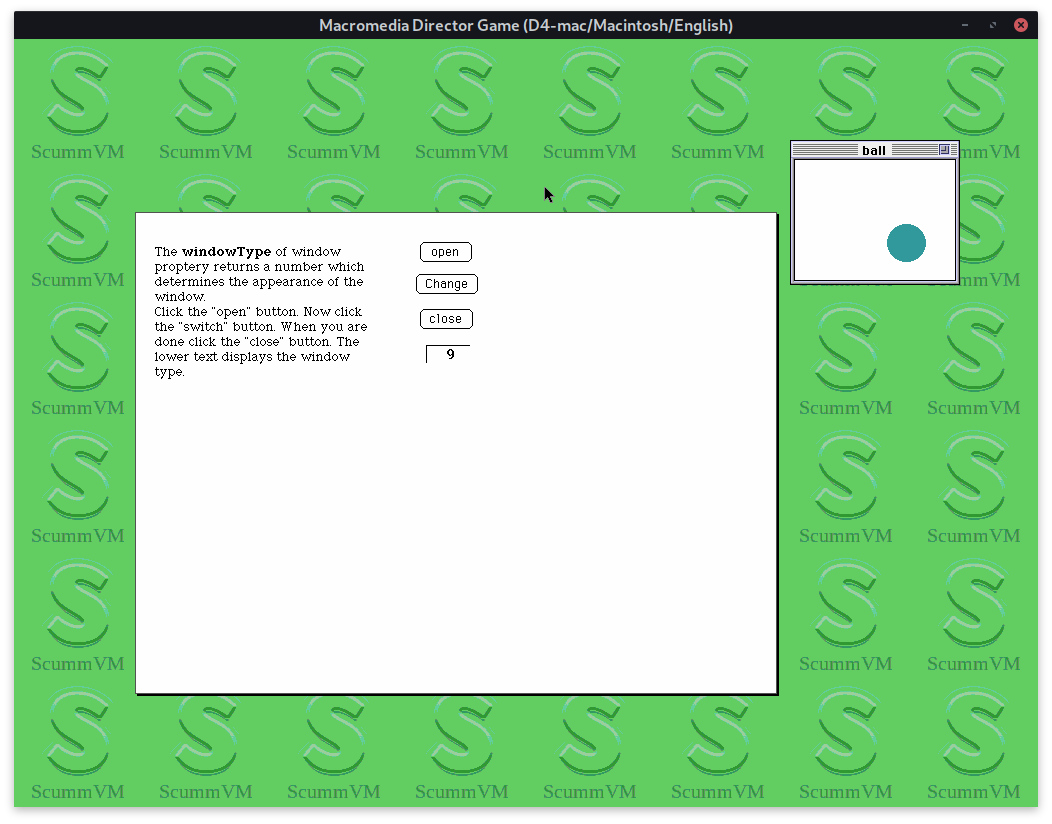 Macromedia Director Game (D4-mac/Macintosh/English)
ScummVM ScummVM ScummVM ScummVM ScummVM ScummVM ScummVM
ball
The windowType of window
proptery returns a number which
determines the appearance of the
window.
Click the "open" button. Now click
the "switch" button. When you are
done click the "close" button. The
lower text displays the window
type.
open
Change
close
9
ScummVM ScummVM
ScummVM ScummVM ScummVM
ScummVM ScummVM ScummVM
ScummVM ScummVM ScummVM
ScummVM ScummVM ScummVM ScummVM ScummVM ScummVM ScummVM ScummVM